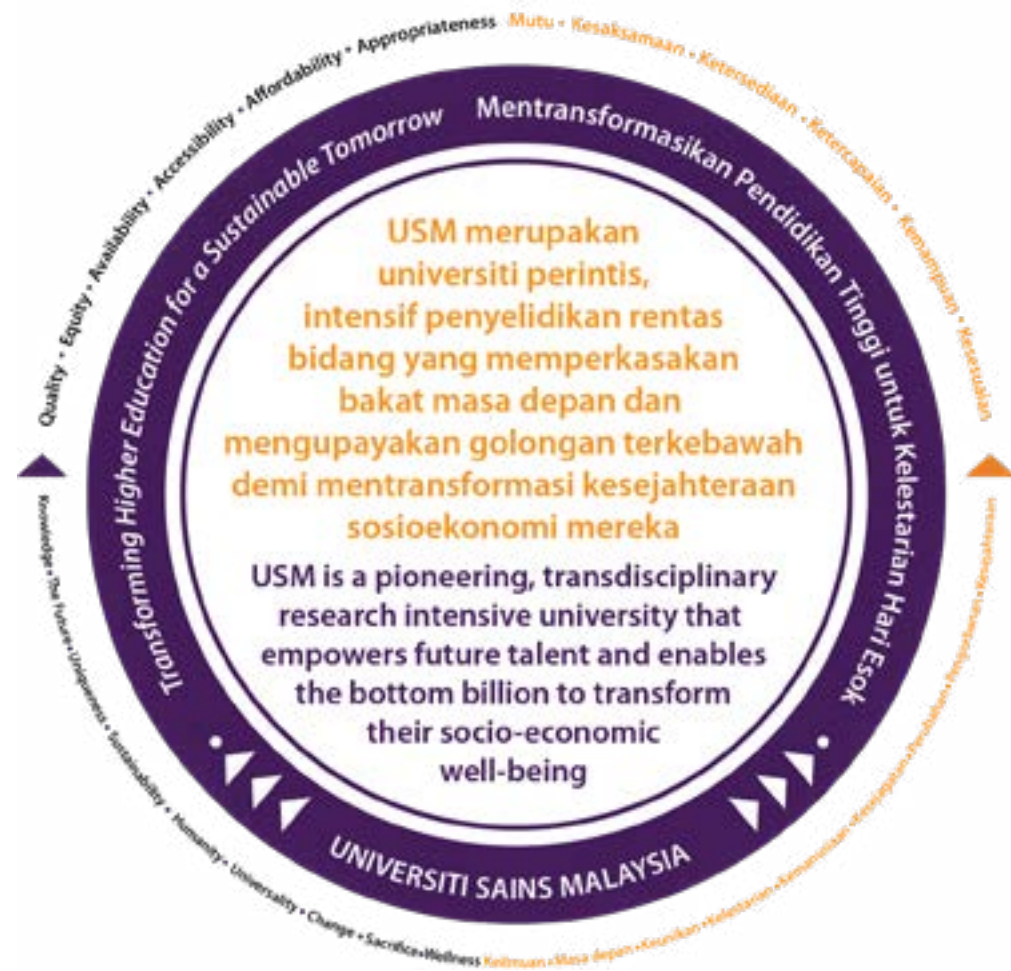 Quality • Equity • Availability • Accessibility • Affordability • Appropriateness
Mutu • Kesaksamaan • Ketersediaan • Ketercapaian • Kemampuan • Kesesuaian
Transforming Higher Education for a Sustainable Tomorrow
Mentransformasikan Pendidikan Tinggi untuk Kelestarian Hari Esok
USM merupakan
universiti perintis,
intensif penyelidikan rentas
bidang yang memperkasakan
bakat masa depan dan
mengupayakan golongan terkebawah
demi mentransformasi kesejahteraan
sosioekonomi mereka
USM is a pioneering, transdisciplinary
research intensive university that
empowers future talent and enables
the bottom billion to transform
their socio-economic
well-being
UNIVERSITI SAINS MALAYSIA
Knowledge • The Future • Uniqueness • Sustainability • Humanity • Universality • Change • Sacrifice • Wellness
Keilmuan • Masa depan • Keunikan • Kelestarian • Kemanusiaan • Kesejagatan • Perubahan • Pengorbanan • Kesejahteraan